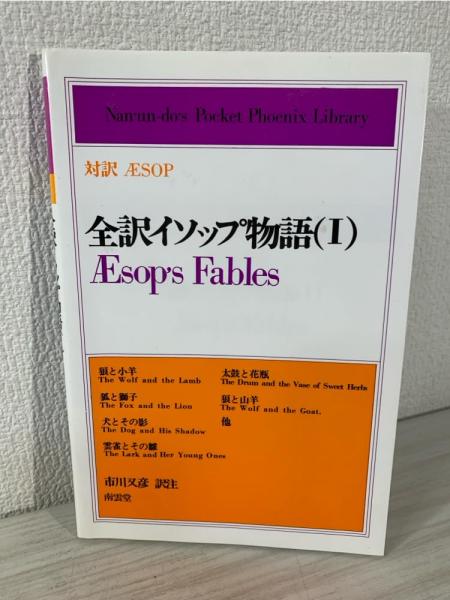 Nan'un-do's Pocket Phoenix Library
対訳 ÆSOP
全訳イソップ物語(I)
Æsop's Fables
狼と小羊
The Wolf and the Lamb
狐と獅子
The Fox and the Lion
犬とその影
The Dog and His Shadow
雲雀とその雛
The Lark and Her Young Ones
太鼓と花瓶
The Drum and the Vase of Sweet Herbs
狼と山羊
The Wolf and the Goat.
他
市川又彦 訳注
南雲堂